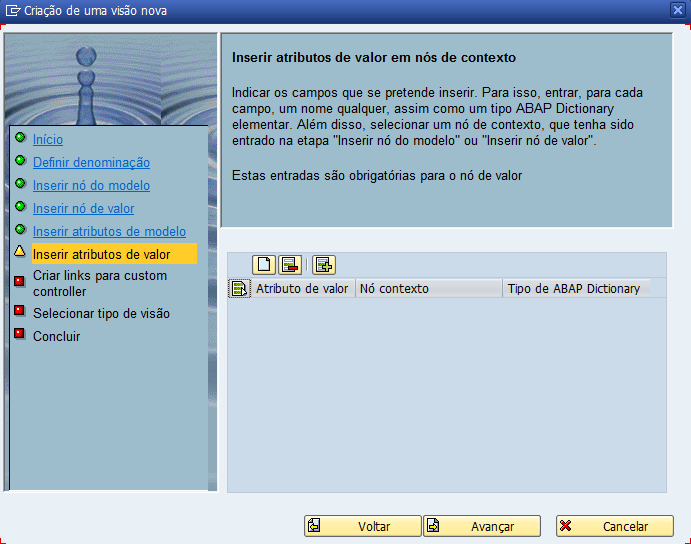 Criação de uma visão nova
Inserir atributos de valor em nós de contexto
Indicar os campos que se pretende inserir. Para isso, entrar, para cada
campo, um nome qualquer, assim como um tipo ABAP Dictionary
elementar. Além disso, selecionar um nó de contexto, que tenha sido
entrado na etapa "Inserir nó do modelo" ou "Inserir nó de valor".
Estas entradas são obrigatórias para o nó de valor
Início
Definir denominação
Inserir nó do modelo
Inserir nó de valor
Inserir atributos de modelo
Inserir atributos de valor
Criar links para custom
controller
Selecionar tipo de visão
Concluir
Atributo de valor Nó contexto Tipo de ABAP Dictionary
Voltar Avançar Cancelar